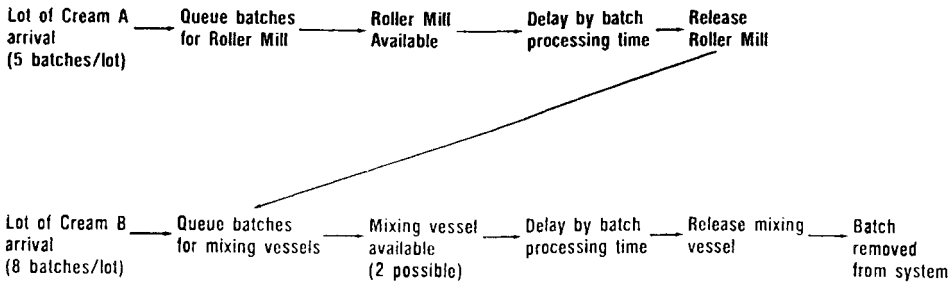 Lot of Cream A
arrival
(5 batches/lot)
Queue batches
for Roller Mill
Roller Mill
Available
Delay by batch
processing time
Release
Roller Mill
Lot of Cream B
arrival
(8 batches/lot)
Queue batches
for mixing vessels
Mixing vessel
available
(2 possible)
Delay by batch
processing time
Release mixing
vessel
Batch
removed
from system